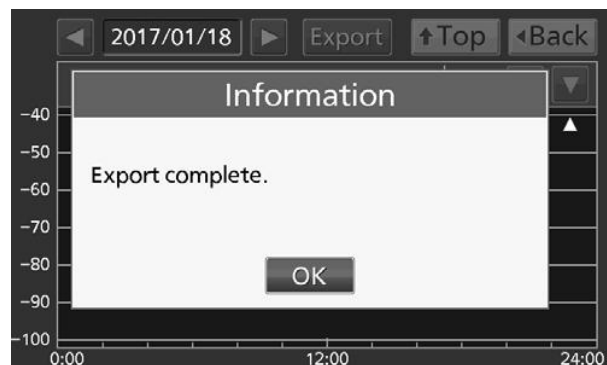 ◀ 2017/01/18 ▶ Export ↑Top ◀Back
Information
Export complete.
OK
−40
−50
−60
−70
−80
−90
−100
0:00 12:00 24:00